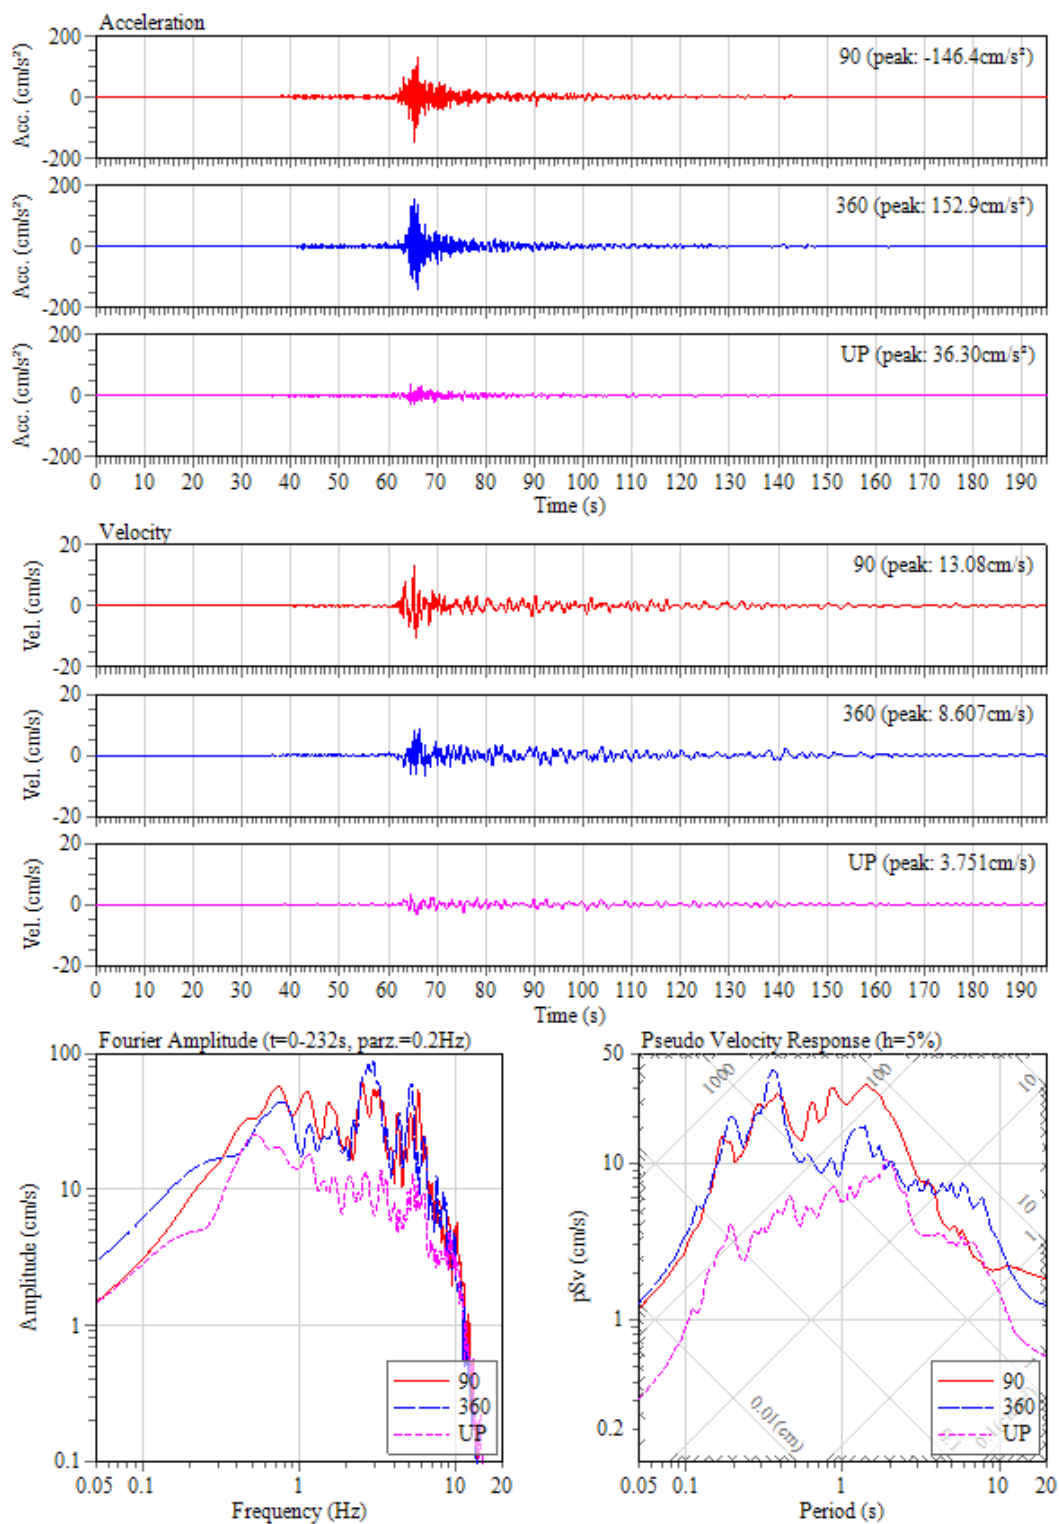 Acceleration
200
0
-200
Acc. (cm/s²)
90 (peak: -146.4cm/s²)
200
0
-200
Acc. (cm/s²)
360 (peak: 152.9cm/s²)
200
0
-200
Acc. (cm/s²)
UP (peak: 36.30cm/s²)
0 10 20 30 40 50 60 70 80 90 100 110 120 130 140 150 160 170 180 190
Time (s)
Velocity
20
0
-20
Vel. (cm/s)
90 (peak: 13.08cm/s)
20
0
-20
Vel. (cm/s)
360 (peak: 8.607cm/s)
20
0
-20
Vel. (cm/s)
UP (peak: 3.751cm/s)
0 10 20 30 40 50 60 70 80 90 100 110 120 130 140 150 160 170 180 190
Time (s)
Fourier Amplitude (t=0-232s, parz.=0.2Hz)
100
10
1
0.1
Amplitude (cm/s)
90
360
UP
0.05 0.1 1 10 20
Frequency (Hz)
Pseudo Velocity Response (h=5%)
50
10
1
0.2
pSv (cm/s)
1000
100
10
10
1
1
0.01(cm)
0.1
90
360
UP
0.05 0.1 1 10 20
Period (s)